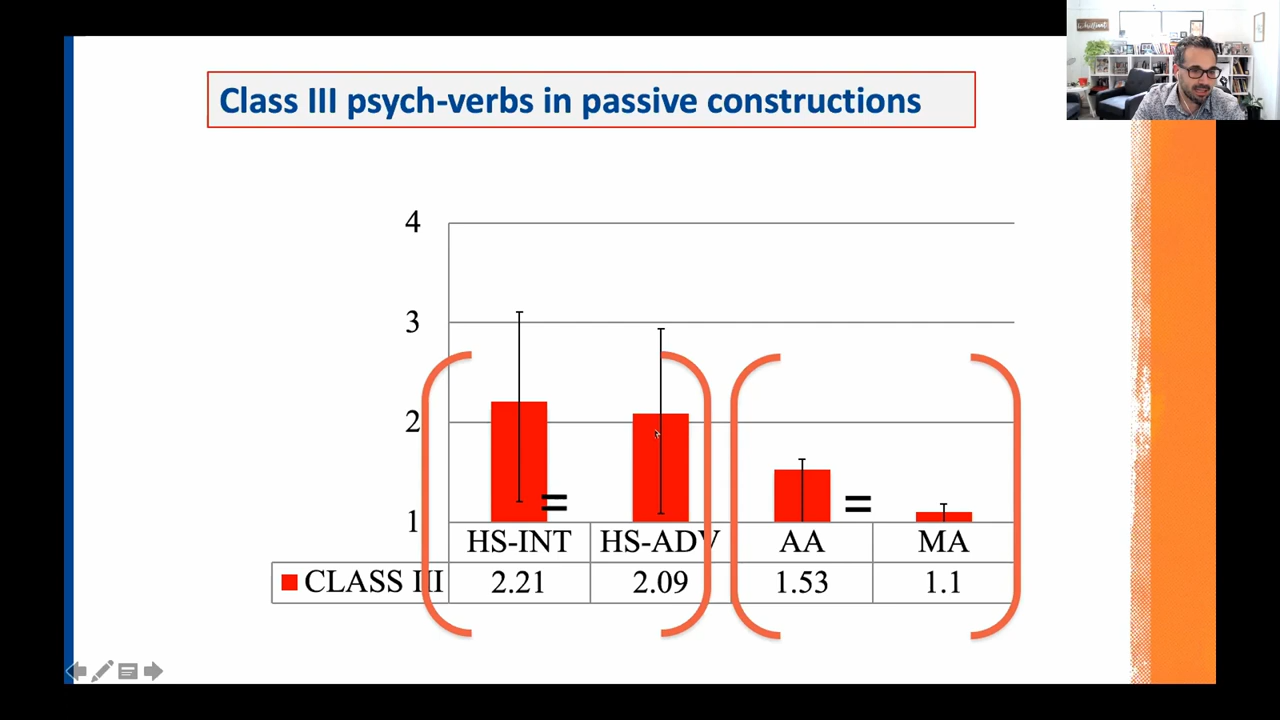 Class III psych-verbs in passive constructions
4
3
2
1
= =
HS-INT HS-ADV AA MA
CLASS III 2.21 2.09 1.53 1.1